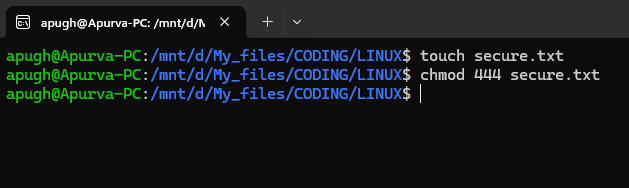 apugh@Apurva-PC: /mnt/d/M
apugh@Apurva-PC:/mnt/d/My_files/CODING/LINUX$ touch secure.txt
apugh@Apurva-PC:/mnt/d/My_files/CODING/LINUX$ chmod 444 secure.txt
apugh@Apurva-PC:/mnt/d/My_files/CODING/LINUX$